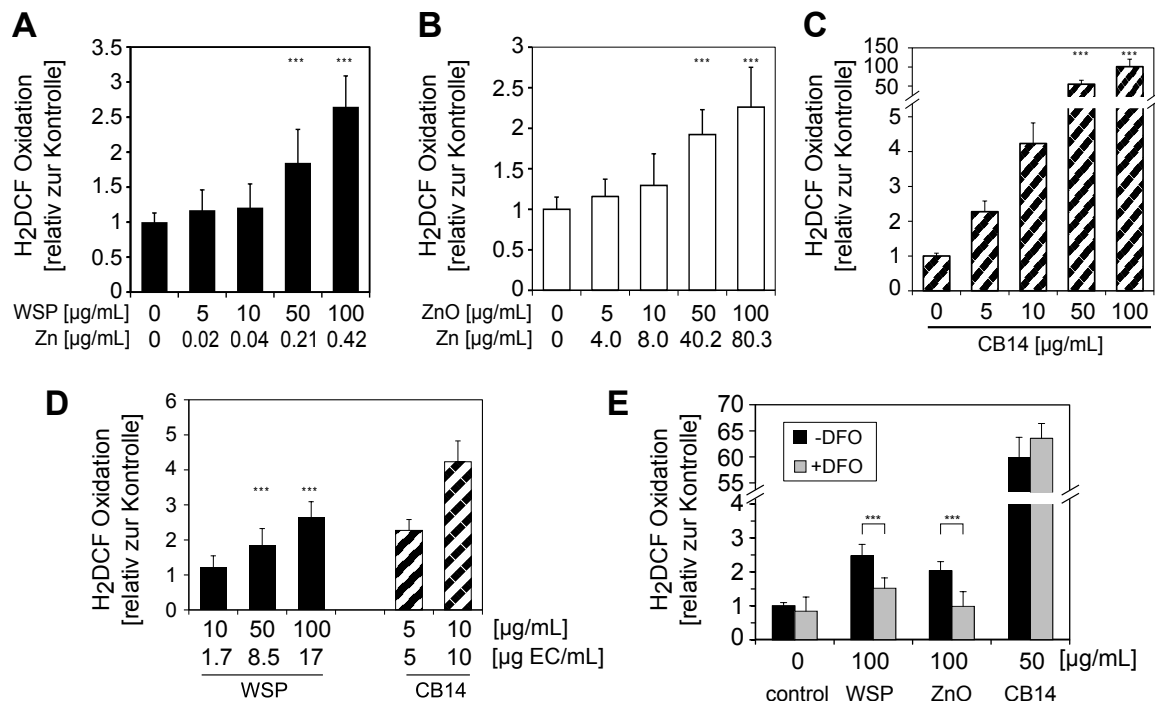 A
H2DCF Oxidation
[relativ zur Kontrolle]
3.5
3
2.5
2
1.5
1
0.5
0
*** ***
WSP [µg/mL] 0 5 10 50 100
Zn [µg/mL] 0 0.02 0.04 0.21 0.42
B
H2DCF Oxidation
[relativ zur Kontrolle]
3
2.5
2
1.5
1
0.5
0
*** ***
ZnO [µg/mL] 0 5 10 50 100
Zn [µg/mL] 0 4.0 8.0 40.2 80.3
C
H2DCF Oxidation
[relativ zur Kontrolle]
150
100
50
5
4
3
2
1
0
*** ***
0 5 10 50 100
CB14 [µg/mL]
D
H2DCF Oxidation
[relativ zur Kontrolle]
6
5
4
3
2
1
0
*** ***
10 50 100 5 10 [µg/mL]
1.7 8.5 17 5 10 [µg EC/mL]
WSP CB14
E
H2DCF Oxidation
[relativ zur Kontrolle]
70
65
60
55
4
3
2
1
0
-DFO
+DFO
*** ***
0 100 100 50 [µg/mL]
control WSP ZnO CB14